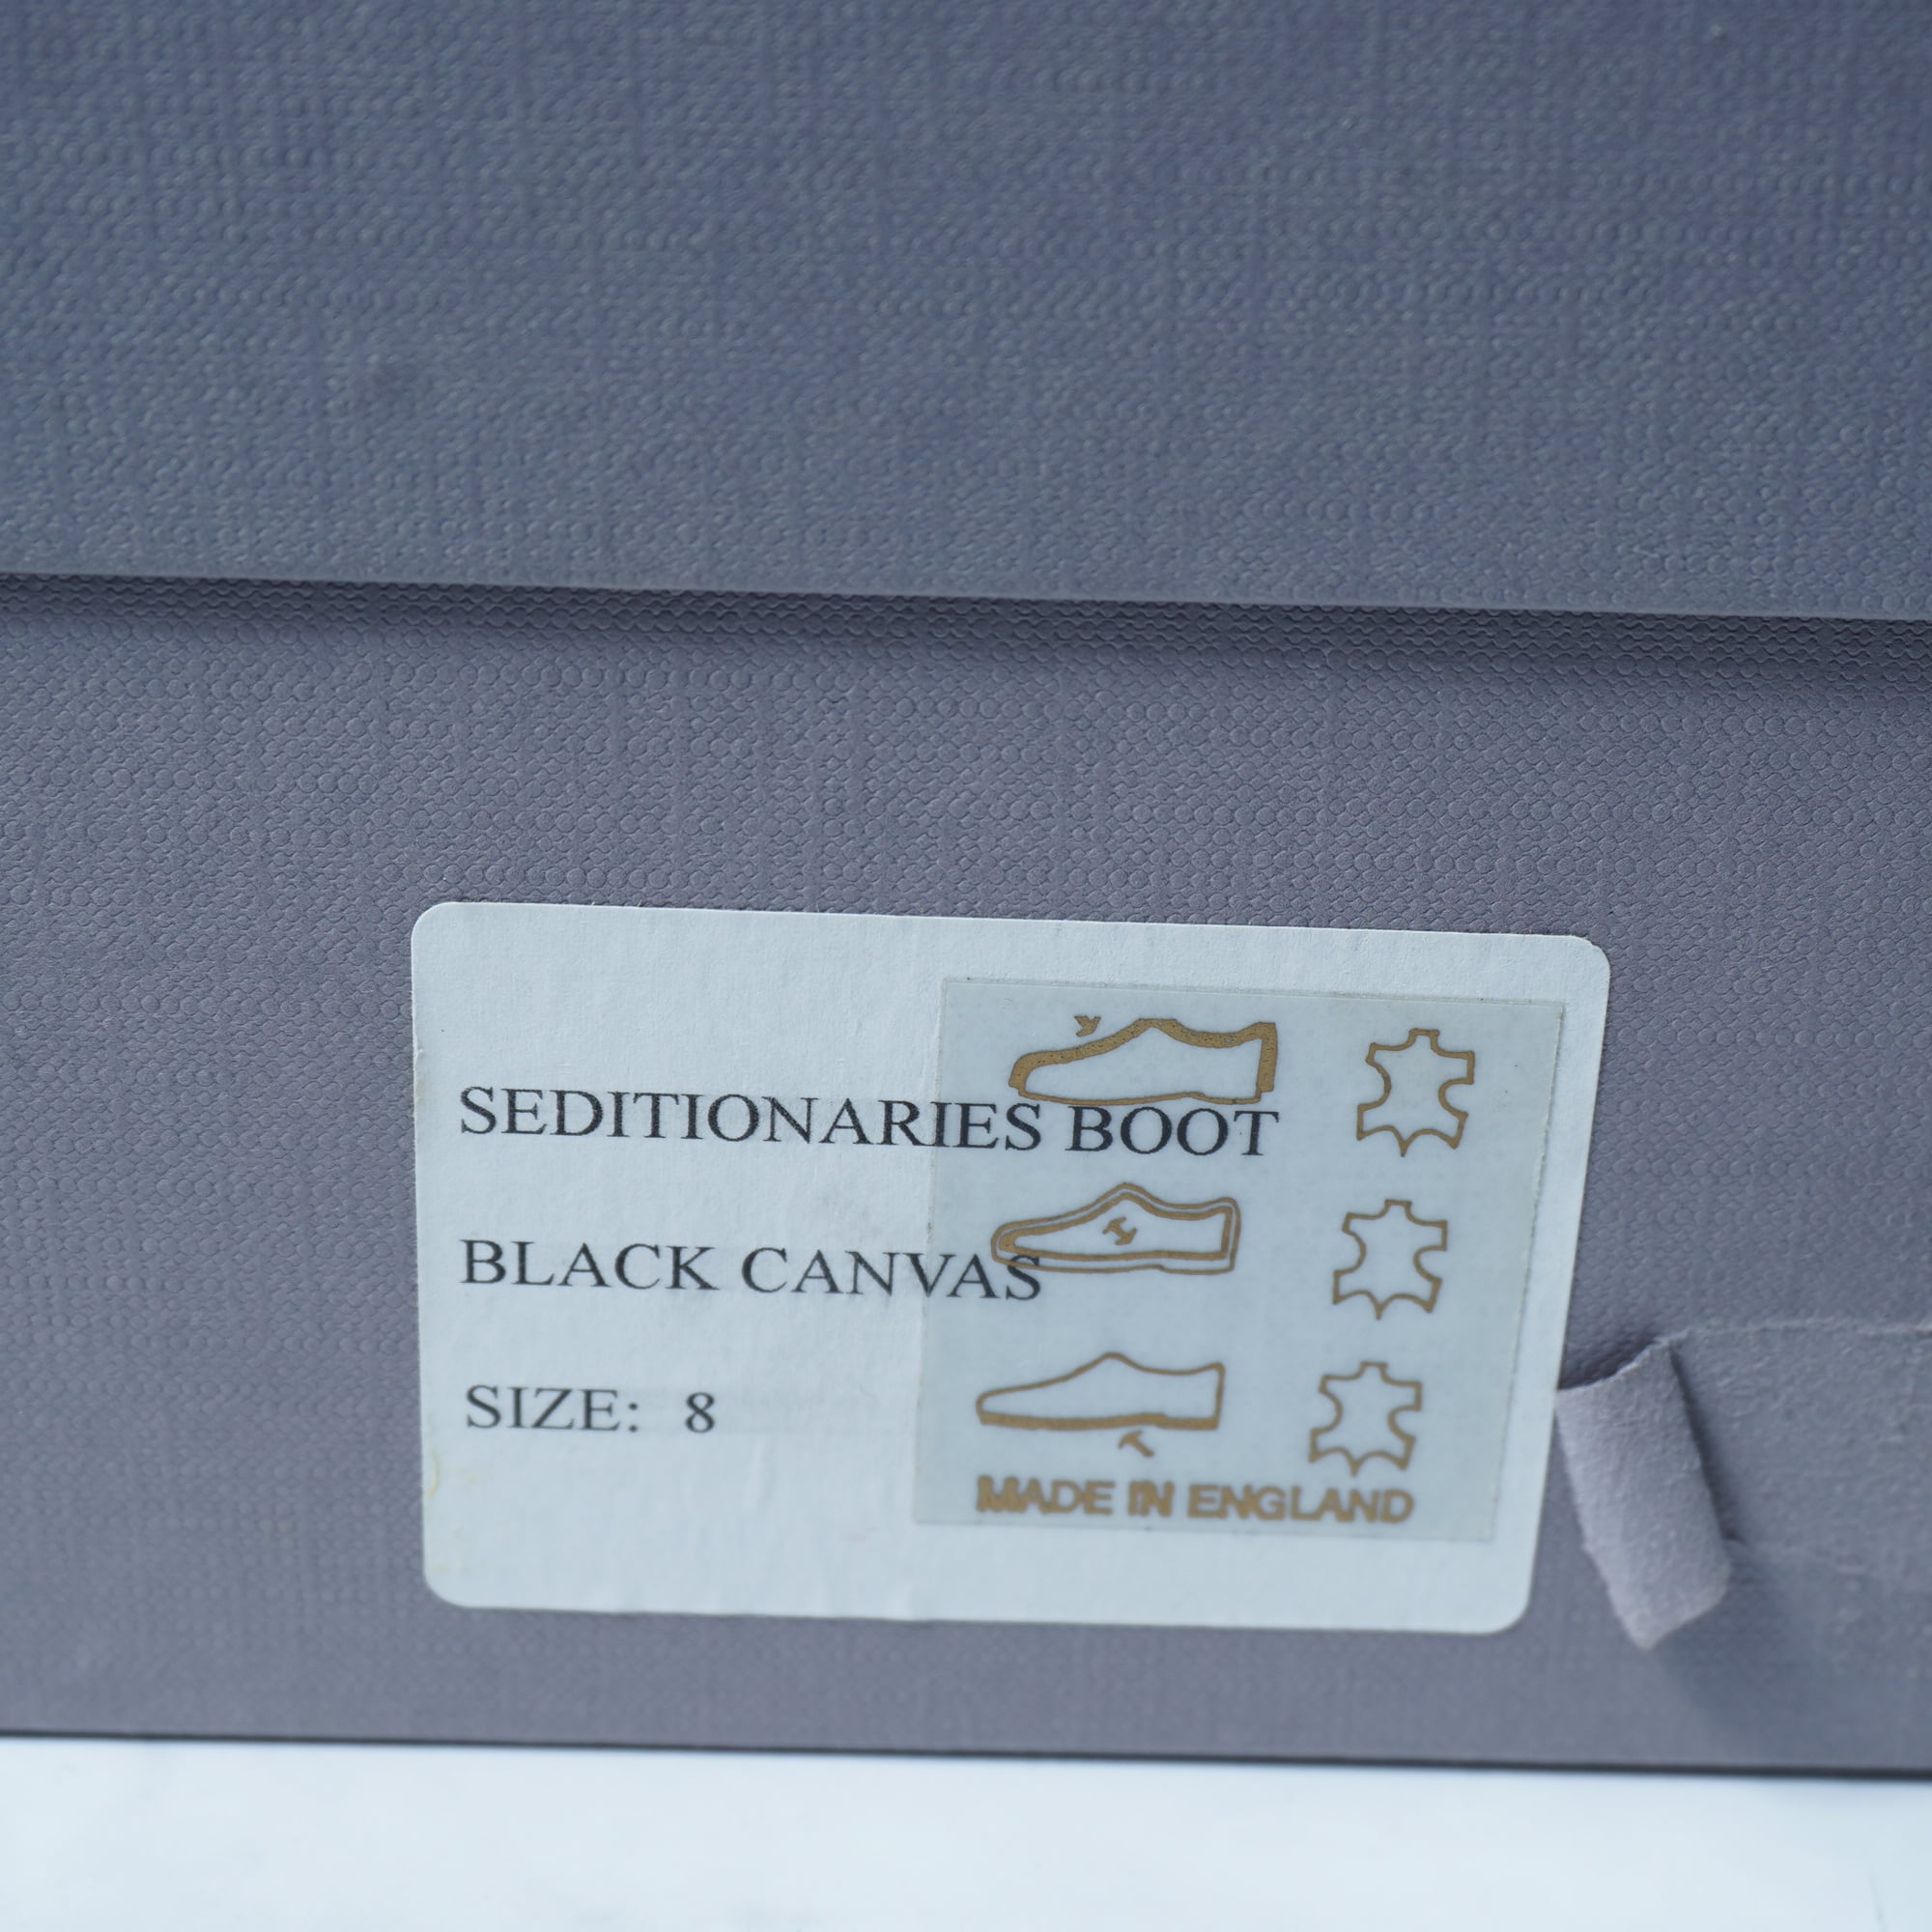 SEDITIONARIES BOOT
BLACK CANVAS
SIZE: 8
MADE IN ENGLAND